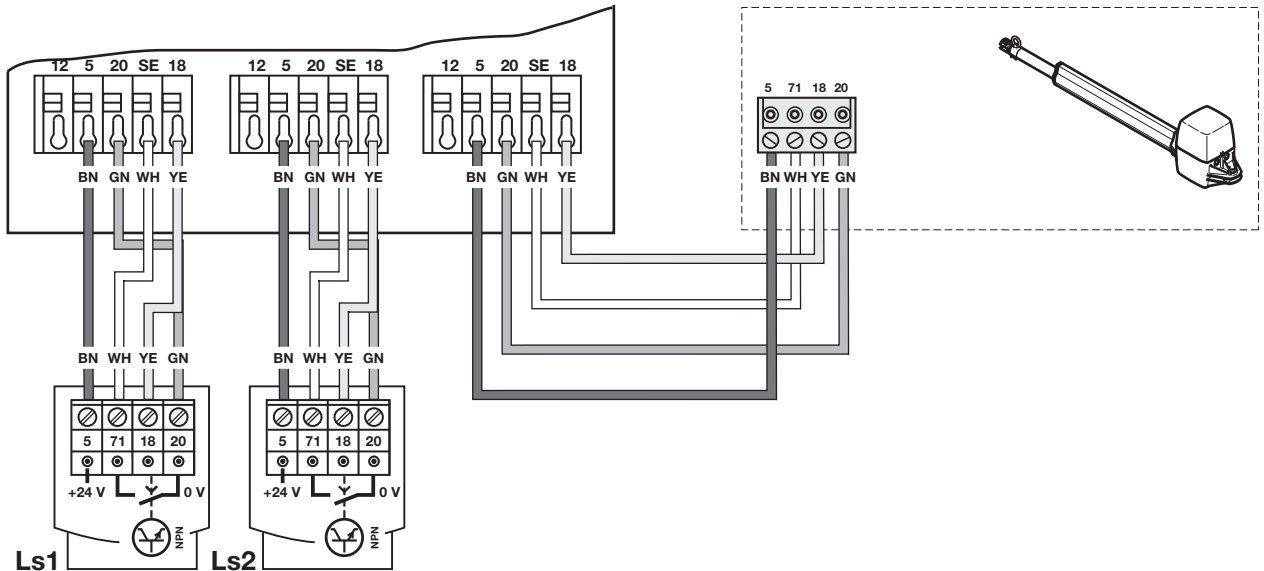 12 5 20 SE 18
12 5 20 SE 18
12 5 20 SE 18
5 71 18 20
BN GN WH YE
BN GN WH YE
BN GN WH YE
BN WH YE GN
BN WH YE GN
BN WH YE GN
5 71 18 20
5 71 18 20
+24 V 0 V
+24 V 0 V
NPN
NPN
Ls1
Ls2